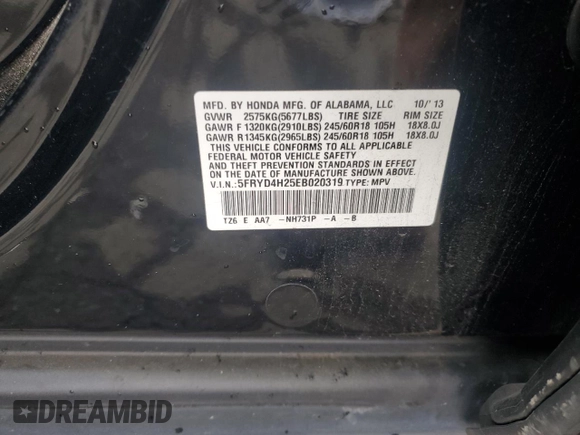 MFD. BY HONDA MFG. OF ALABAMA, LLC 10/'13
GVWR 2575KG(5677LBS) TIRE SIZE RIM SIZE
GAWR F 1320KG(2910LBS) 245/60R18 105H 18X8.0J
GAWR R 1345KG(2965LBS) 245/60R18 105H 18X8.0J
THIS VEHICLE CONFORMS TO ALL APPLICABLE
FEDERAL MOTOR VEHICLE SAFETY
AND THEFT PREVENTION STANDARDS IN
EFFECT ON THE DATE OF MANUFACTURE
SHOWN ABOVE.
V.I.N.:5FRYD4H25EB020319 TYPE: MPV
TZ6 E AA7 -NH731P -A -B
DREAMBID